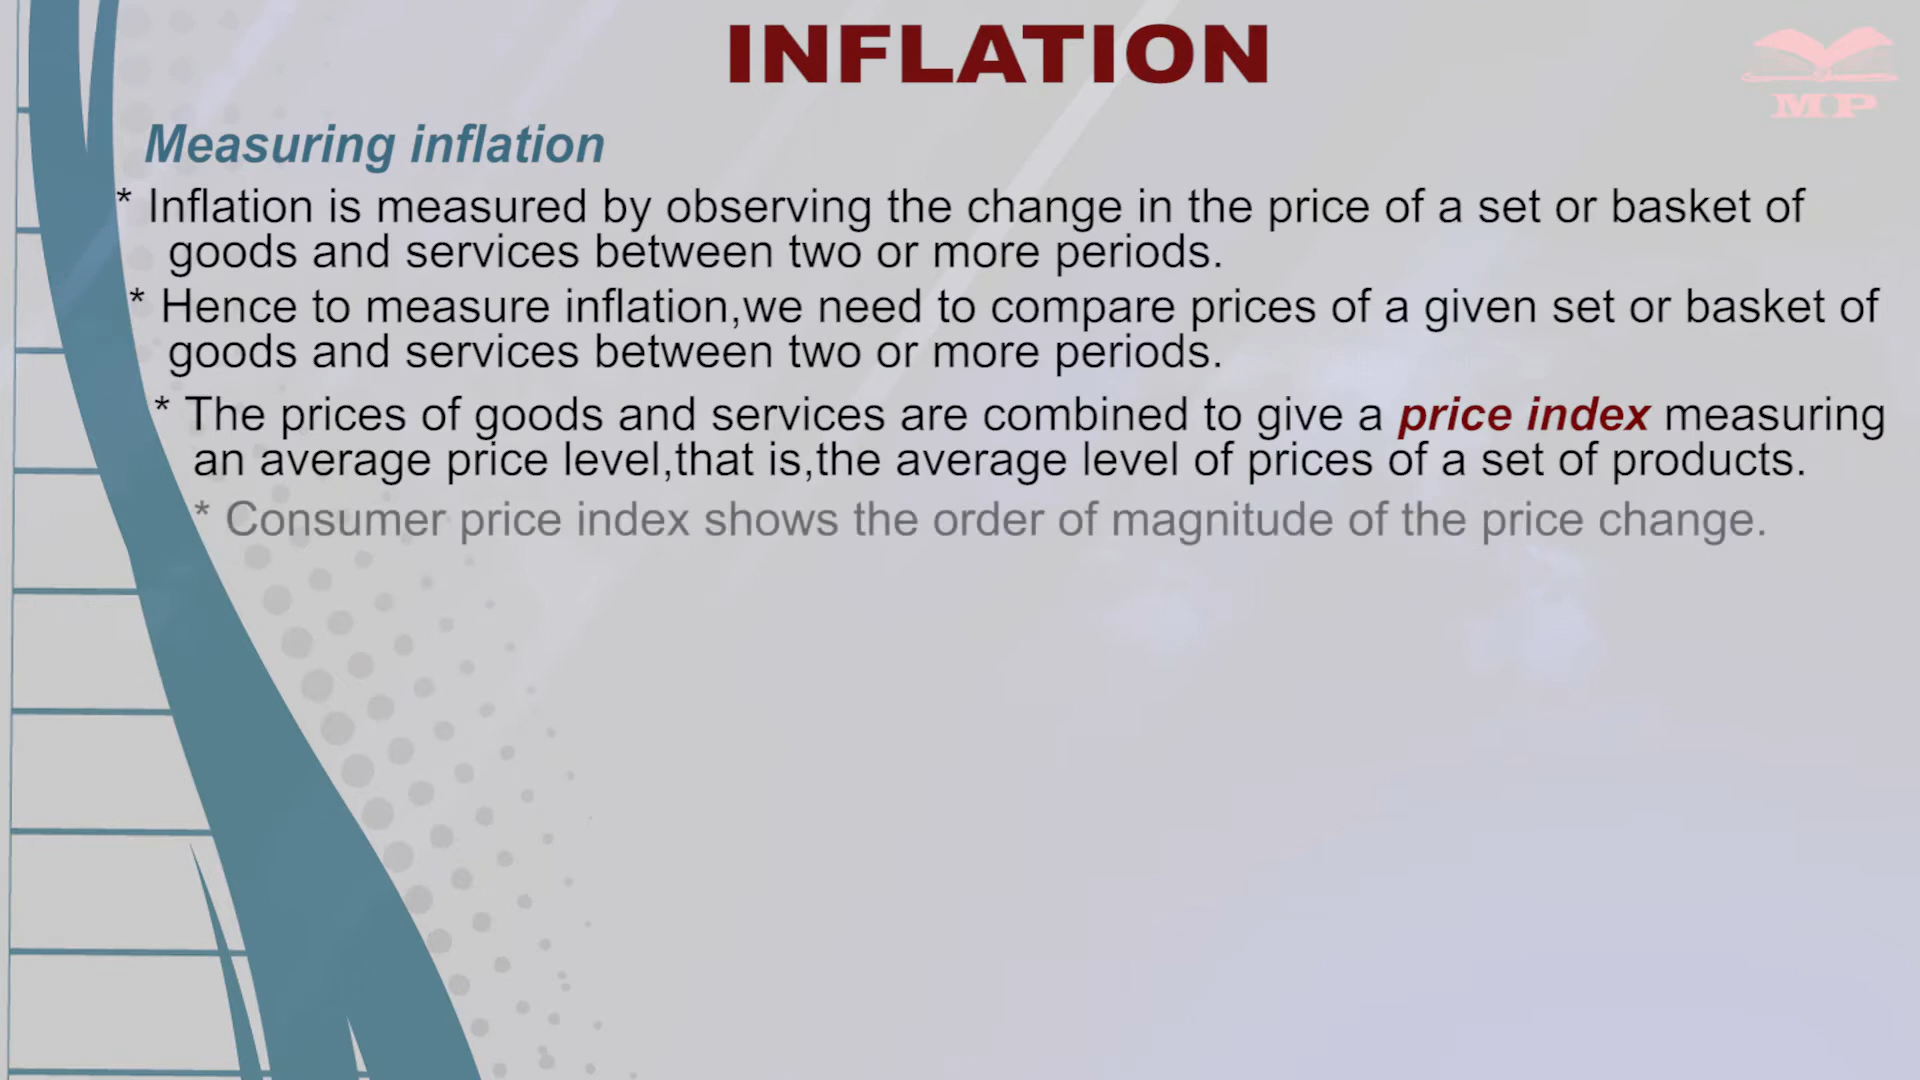 INFLATION
MP
Measuring inflation
* Inflation is measured by observing the change in the price of a set or basket of
goods and services between two or more periods.
* Hence to measure inflation,we need to compare prices of a given set or basket of
goods and services between two or more periods.
* The prices of goods and services are combined to give a price index measuring
an average price level,that is,the average level of prices of a set of products.
* Consumer price index shows the order of magnitude of the price change.